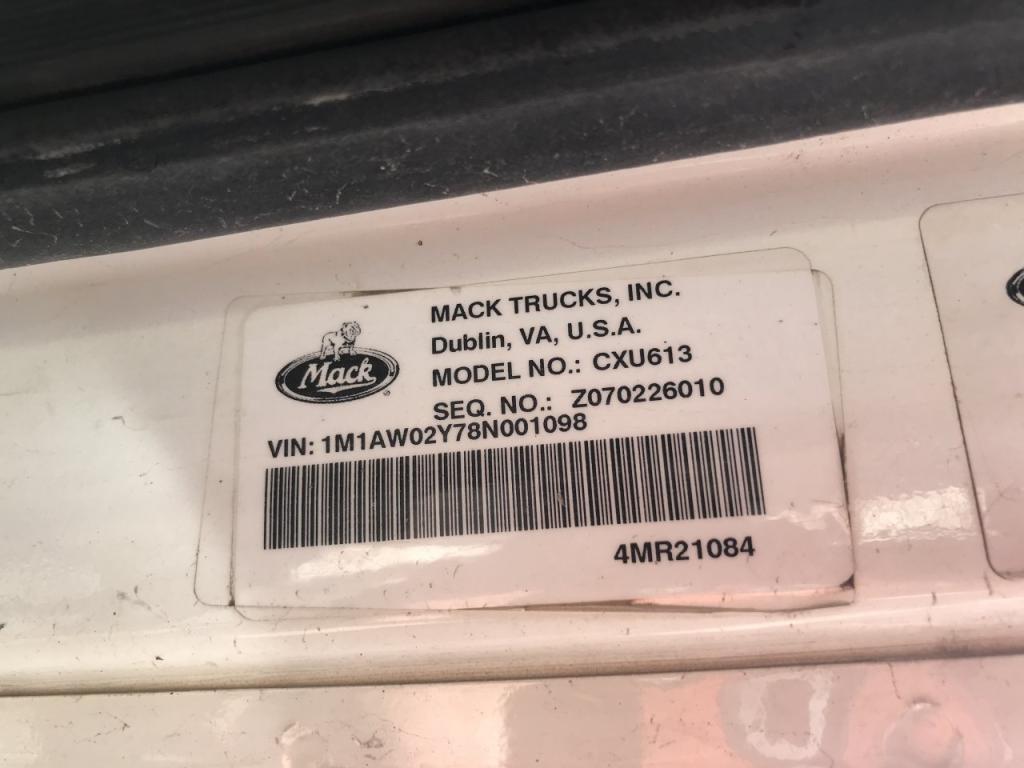 MACK TRUCKS, INC.
Dublin, VA, U.S.A.
MODEL NO.: CXU613
SEQ. NO.: Z070226010
Mack
VIN: 1M1AW02Y78N001098
4MR21084